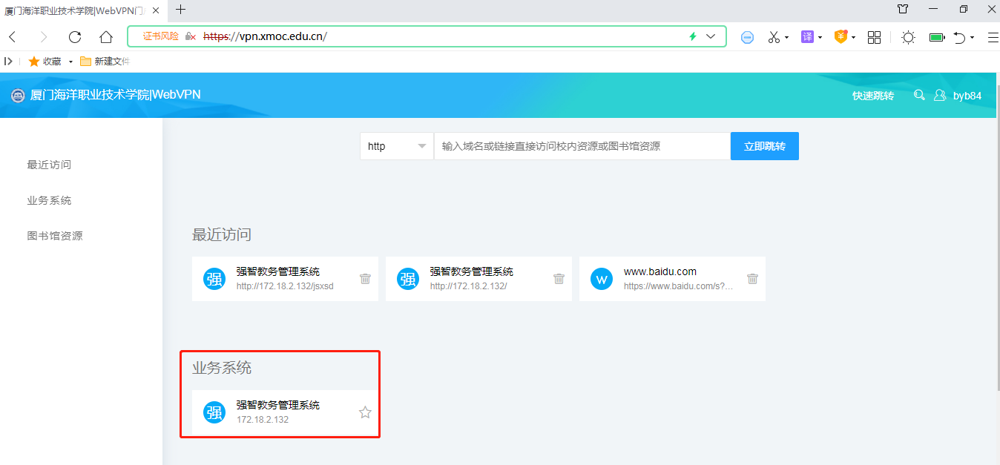 厦门海洋职业技术学院|WebVPN门
证书风险 https://vpn.xmoc.edu.cn/
译
收藏 新建文件
厦门海洋职业技术学院|WebVPN
快速跳转 byb84
http 输入域名或链接直接访问校内资源或图书馆资源 立即跳转
最近访问
业务系统
图书馆资源
最近访问
强 强智教务管理系统
http://172.18.2.132/jsxsd
强 强智教务管理系统
http://172.18.2.132/
W www.baidu.com
https://www.baidu.com/s?...
业务系统
强 强智教务管理系统
172.18.2.132